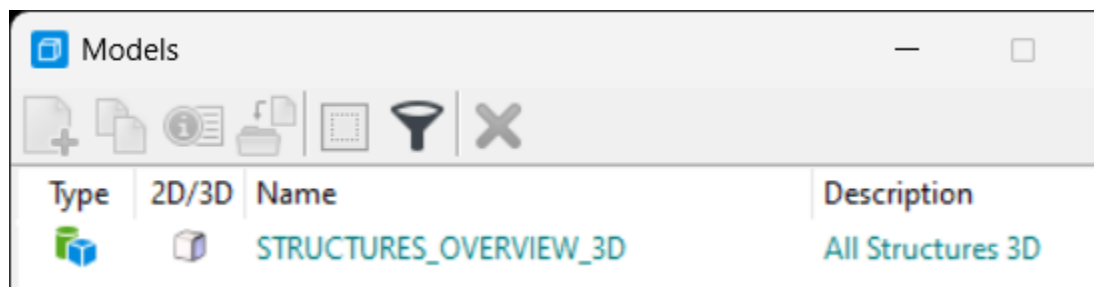 Models
Type 2D/3D Name Description
STRUCTURES_OVERVIEW_3D All Structures 3D